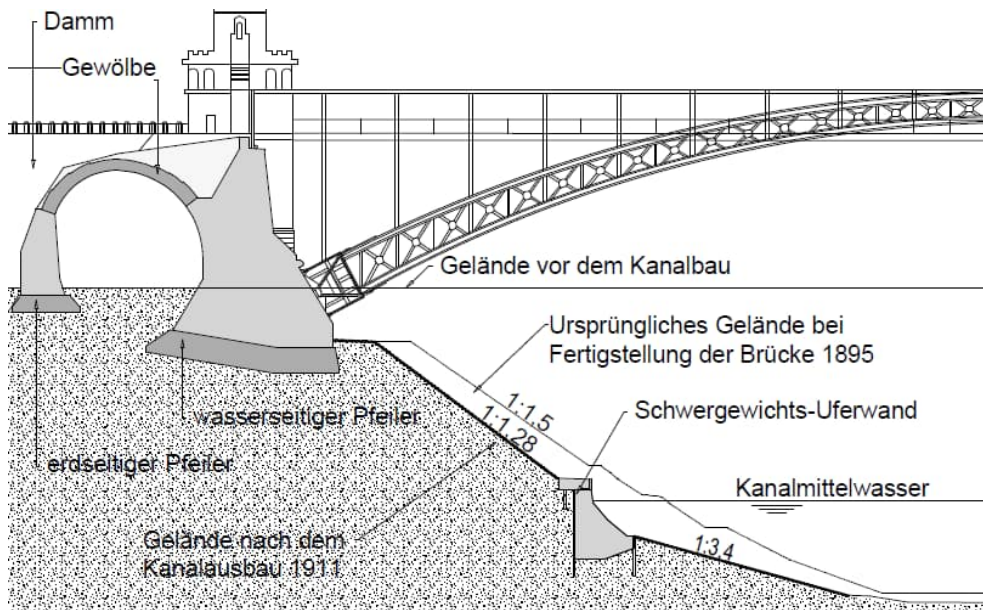 Damm
Gewölbe
Gelände vor dem Kanalbau
Ursprüngliches Gelände bei
Fertigstellung der Brücke 1895
1:1,5
1:1,28
Schwergewichts-Uferwand
wasserseitiger Pfeiler
erdseitiger Pfeiler
Kanalmittelwasser
Gelände nach dem
Kanalausbau 1911
1:3,4